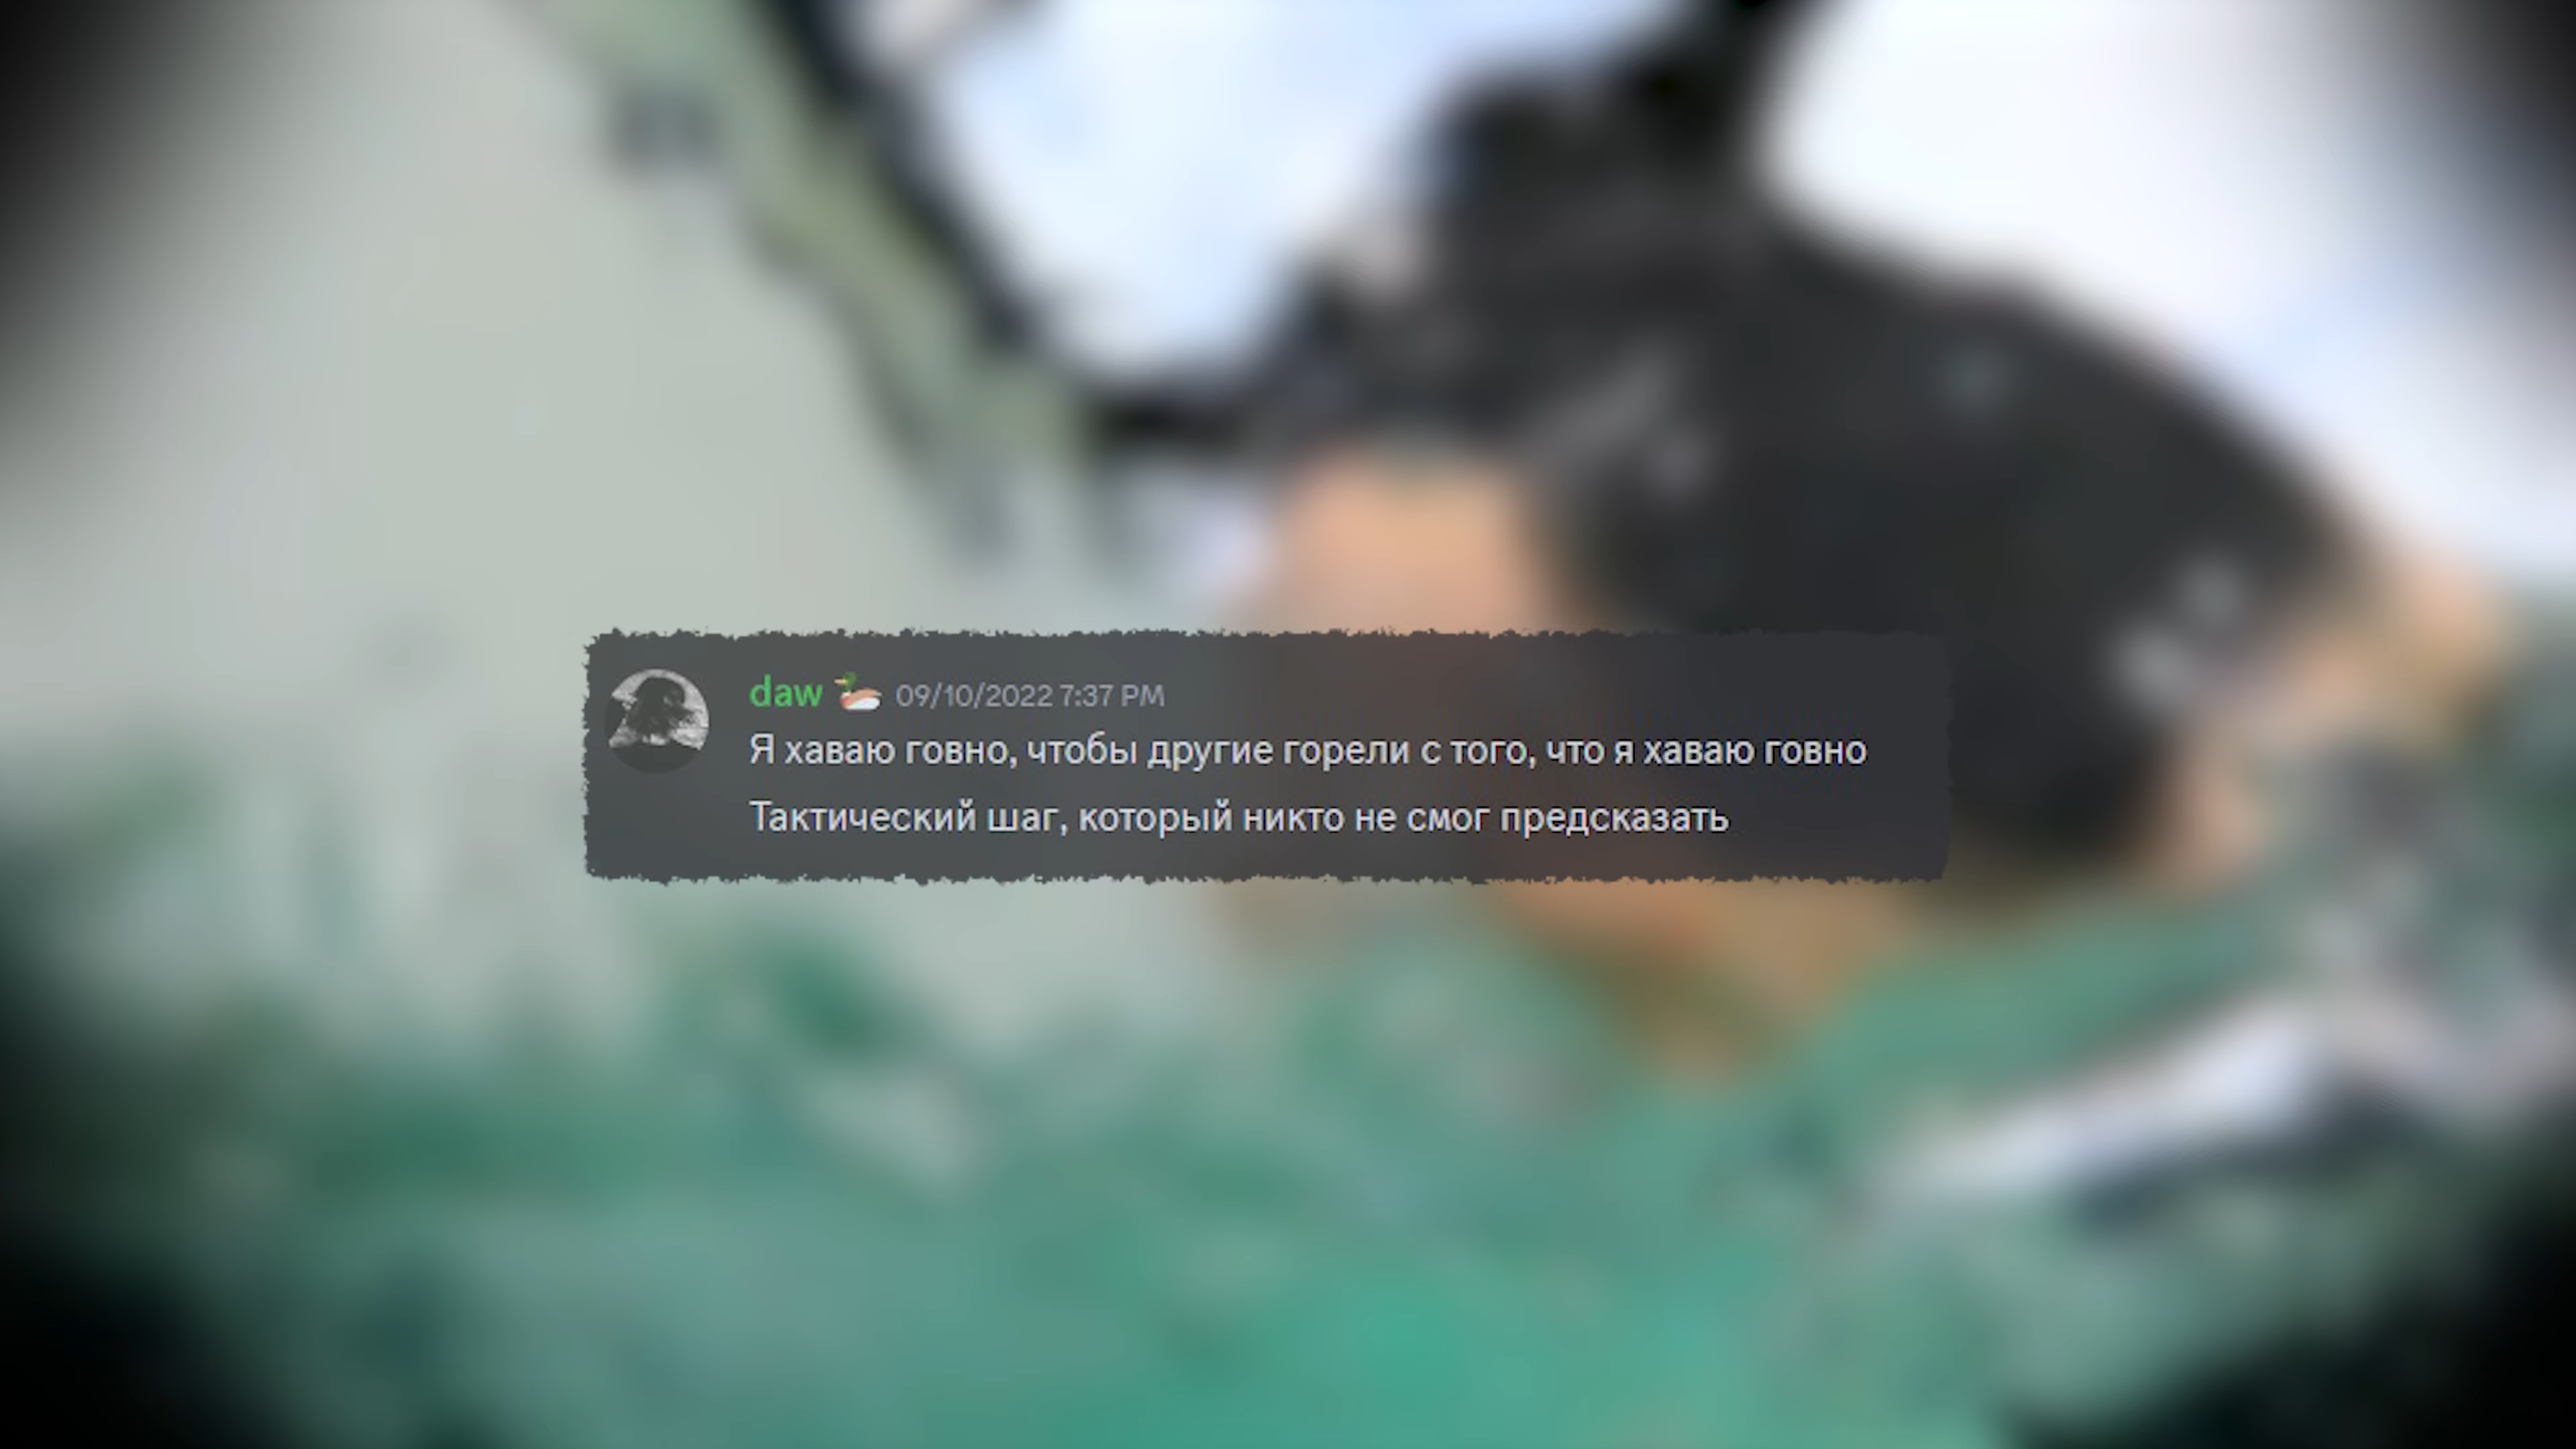 daw 🦆 09/10/2022 7:37 PM
Я хаваю говно, чтобы другие горели с того, что я хаваю говно
Тактический шаг, который никто не смог предсказать